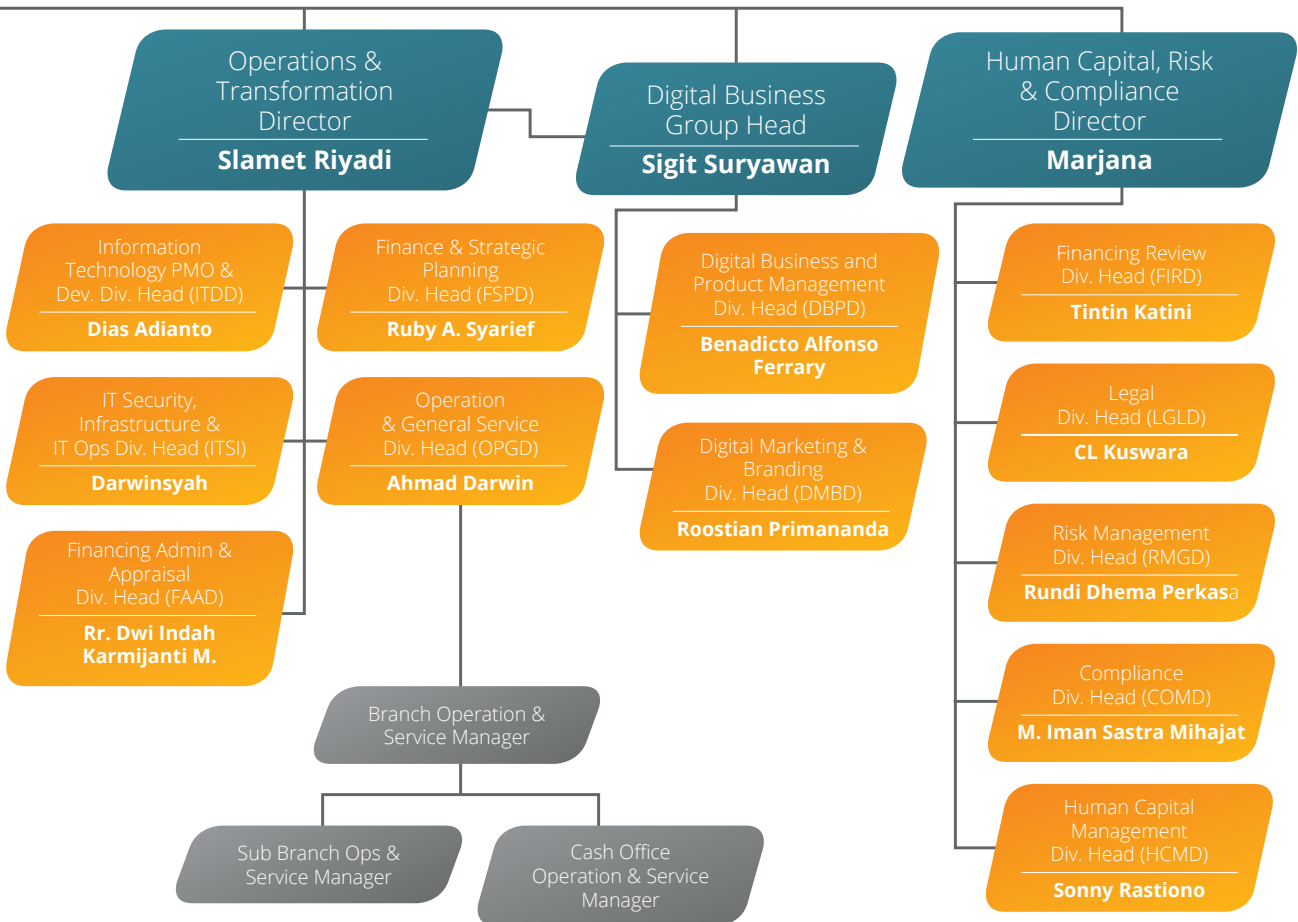 Operations &
Transformation
Director
Slamet Riyadi
Digital Business
Group Head
Sigit Suryawan
Human Capital, Risk
& Compliance
Director
Marjana
Information
Technology PMO &
Dev. Div. Head (ITDD)
Dias Adianto
Finance & Strategic
Planning
Div. Head (FSPD)
Ruby A. Syarief
Digital Business and
Product Management
Div. Head (DBPD)
Benadicto Alfonso
Ferrary
Financing Review
Div. Head (FIRD)
Tintin Katini
IT Security,
Infrastructure &
IT Ops Div. Head (ITSI)
Darwinsyah
Operation
& General Service
Div. Head (OPGD)
Ahmad Darwin
Digital Marketing &
Branding
Div. Head (DMBD)
Roostian Primananda
Legal
Div. Head (LGLD)
CL Kuswara
Financing Admin &
Appraisal
Div. Head (FAAD)
Rr. Dwi Indah
Karmijanti M.
Risk Management
Div. Head (RMGD)
Rundi Dhema Perkasa
Branch Operation &
Service Manager
Compliance
Div. Head (COMD)
M. Iman Sastra Mihajat
Sub Branch Ops &
Service Manager
Cash Office
Operation & Service
Manager
Human Capital
Management
Div. Head (HCMD)
Sonny Rastiono